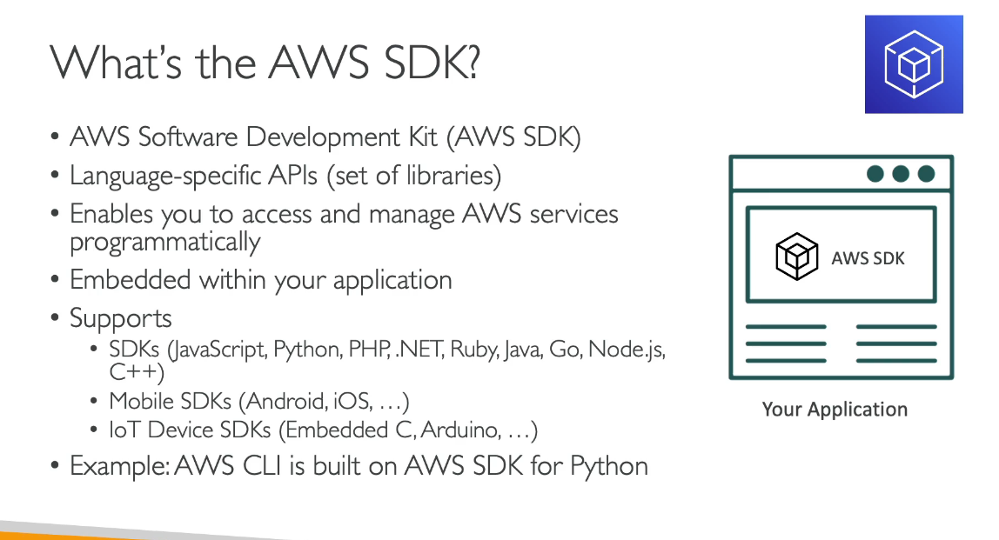 What's the AWS SDK?
• AWS Software Development Kit (AWS SDK)
• Language-specific APIs (set of libraries)
• Enables you to access and manage AWS services
programmatically
• Embedded within your application
• Supports
• SDKs (JavaScript, Python, PHP, .NET, Ruby, Java, Go, Node.js,
C++)
• Mobile SDKs (Android, iOS, …)
• IoT Device SDKs (Embedded C, Arduino, …)
• Example: AWS CLI is built on AWS SDK for Python
AWS SDK
Your Application